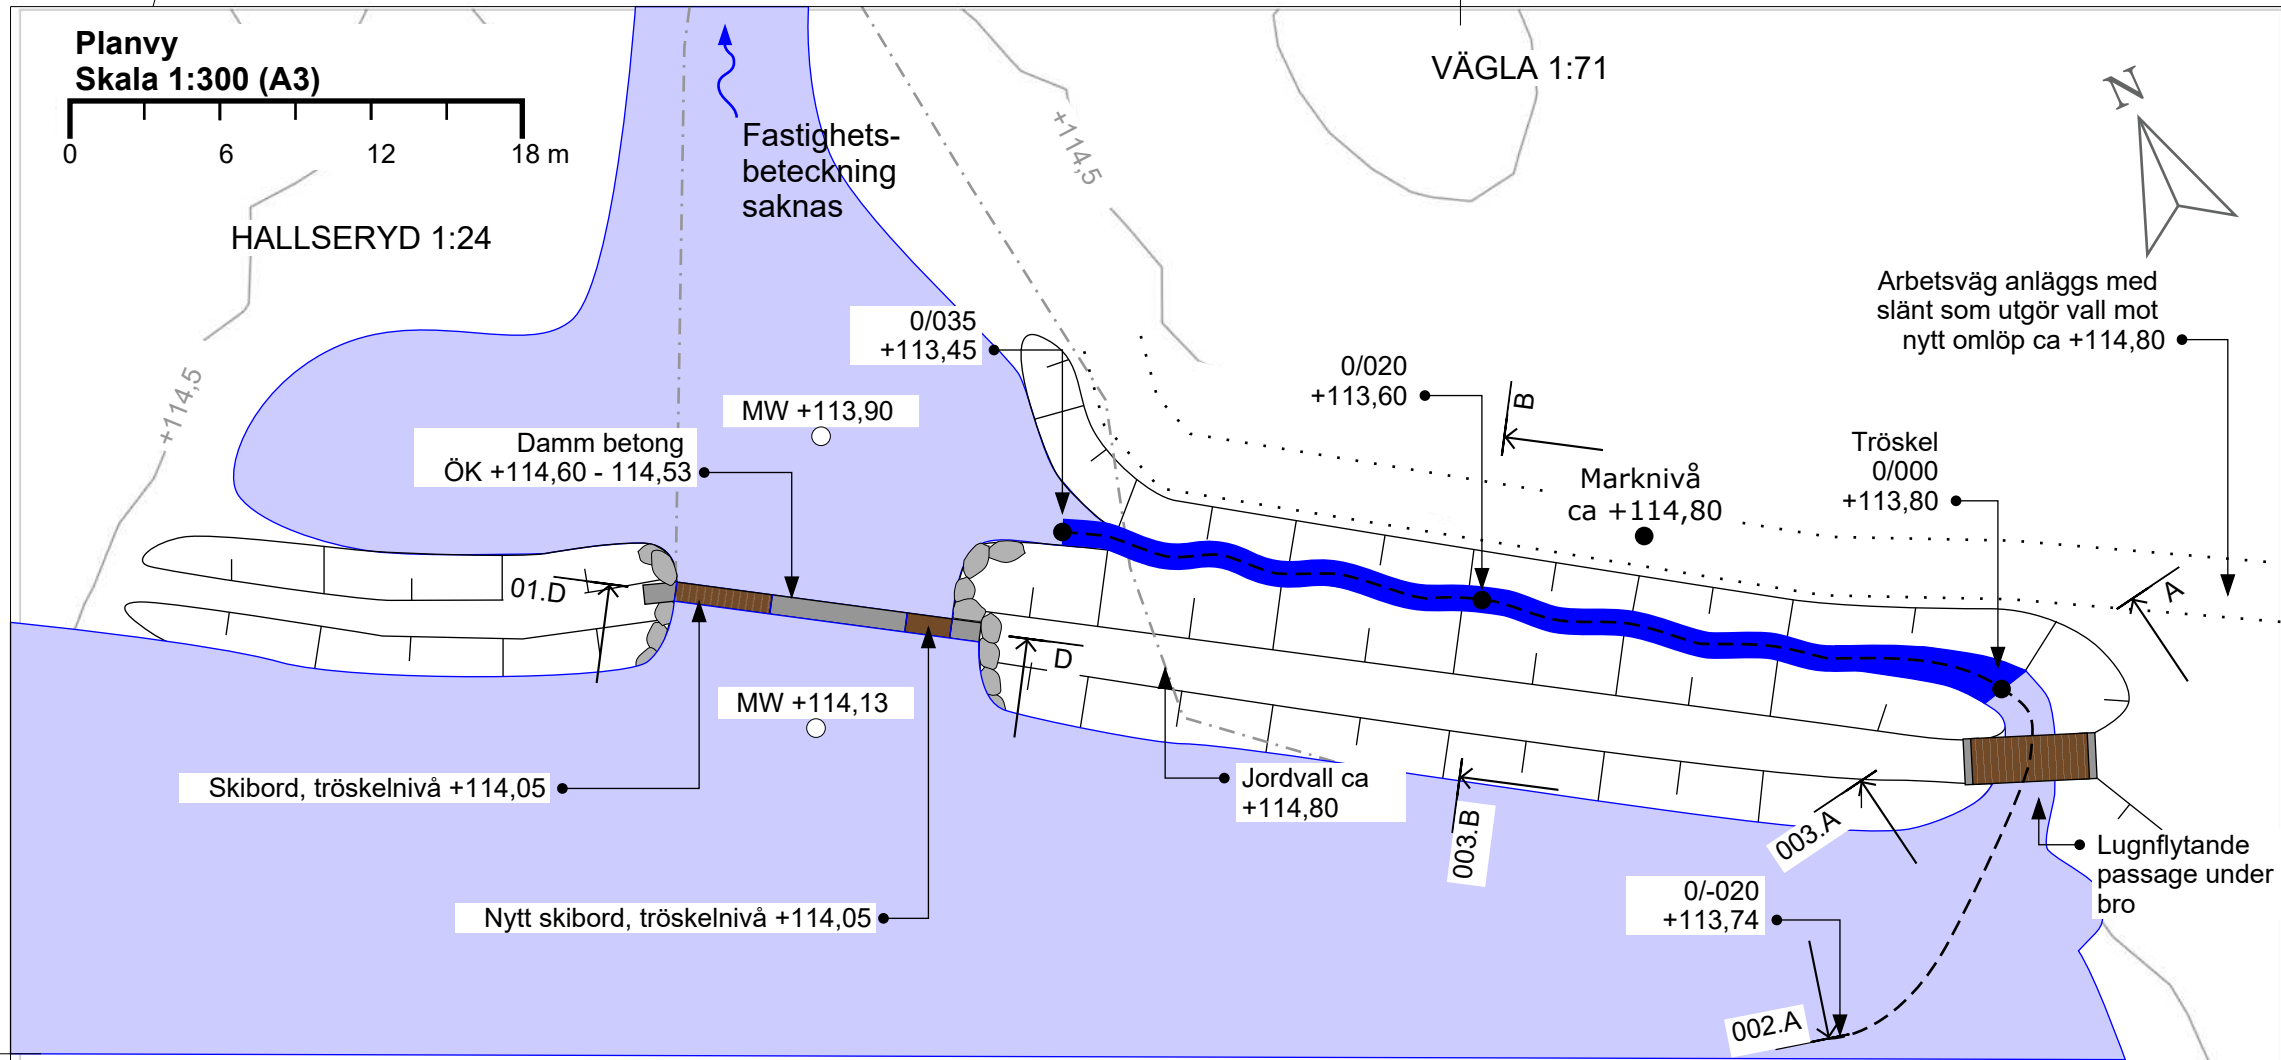 Planvy
Skala 1:300 (A3)
0 6 12 18 m
HALLSERYD 1:24
Fastighets-
beteckning
saknas
VÄGLA 1:71
N
+114,5
+114,5
Arbetsväg anläggs med
slänt som utgör vall mot
nytt omlöp ca +114,80
0/035
+113,45
0/020
+113,60
B
MW +113,90
Damm betong
ÖK +114,60 - 114,53
Marknivå
ca +114,80
Tröskel
0/000
+113,80
01.D
A
D
MW +114,13
Skibord, tröskelnivå +114,05
Jordvall ca
+114,80
003.B
003.A
Lugnflytande
passage under
bro
0/-020
+113,74
Nytt skibord, tröskelnivå +114,05
002.A